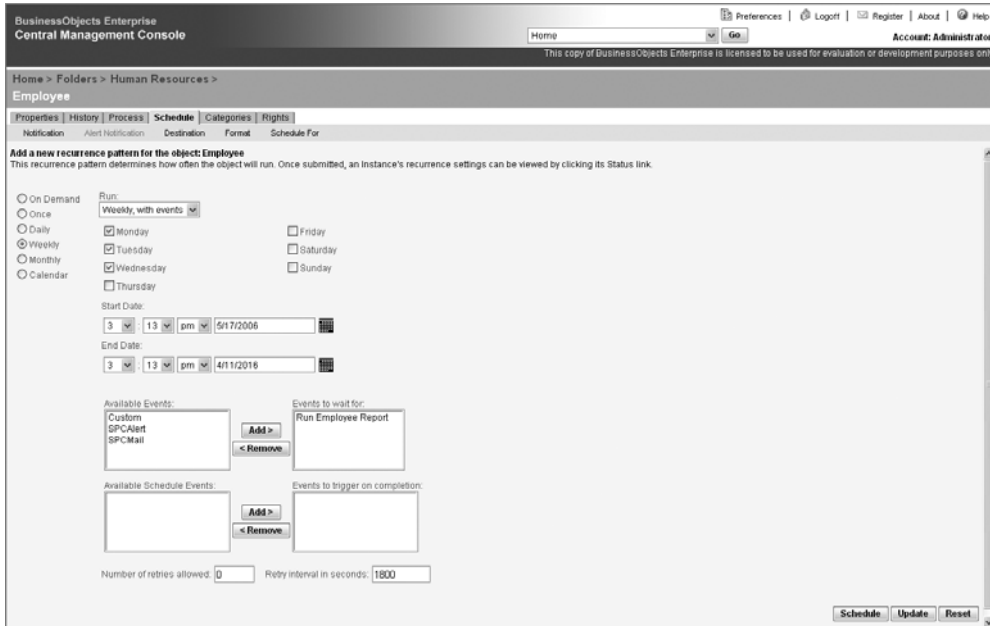 BusinessObjects Enterprise
Central Management Console
Preferences | Logoff | Register | About | Help
Home Go
Account: Administrator
This copy of BusinessObjects Enterprise is licensed to be used for evaluation or development purposes only
Home > Folders > Human Resources >
Employee
Properties | History | Process | Schedule | Categories | Rights |
Notification Alert Notification Destination Format Schedule For
Add a new recurrence pattern for the object: Employee
This recurrence pattern determines how often the object will run. Once submitted, an Instance's recurrence settings can be viewed by clicking its Status link.
On Demand
Once
Daily
Weekly
Monthly
Calendar
Run:
Weekly, with events
Monday
Tuesday
Wednesday
Thursday
Friday
Saturday
Sunday
Start Date:
3 : 13 pm 5/17/2006
End Date:
3 : 13 pm 4/11/2016
Available Events:
Custom
SPCAlert
SPCMail
Add >
< Remove
Events to wait for:
Run Employee Report
Available Schedule Events:
Add >
< Remove
Events to trigger on completion:
Number of retries allowed: 0 Retry interval in seconds: 1800
Schedule Update Reset